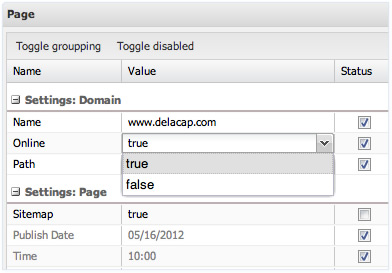 Page
Toggle groupping Toggle disabled
Name Value Status
Settings: Domain
Name www.delacap.com
Online true
Path true
false
Settings: Page
Sitemap true
Publish Date 05/16/2012
Time 10:00